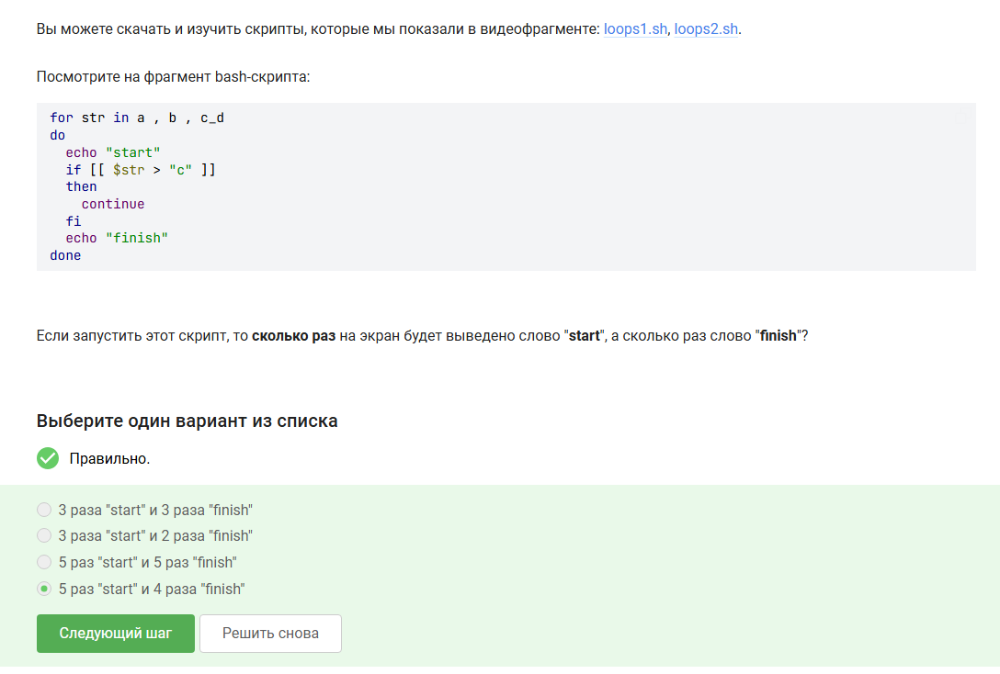 Вы можете скачать и изучить скрипты, которые мы показали в видеофрагменте: loops1.sh, loops2.sh.
Посмотрите на фрагмент bash-скрипта:
for str in a , b , c_d
do
  echo "start"
  if [[ $str > "c" ]]
  then
    continue
  fi
  echo "finish"
done
Если запустить этот скрипт, то сколько раз на экран будет выведено слово "start", а сколько раз слово "finish"?
Выберите один вариант из списка
Правильно.
3 раза "start" и 3 раза "finish"
3 раза "start" и 2 раза "finish"
5 раз "start" и 5 раз "finish"
5 раз "start" и 4 раза "finish"
Следующий шаг Решить снова